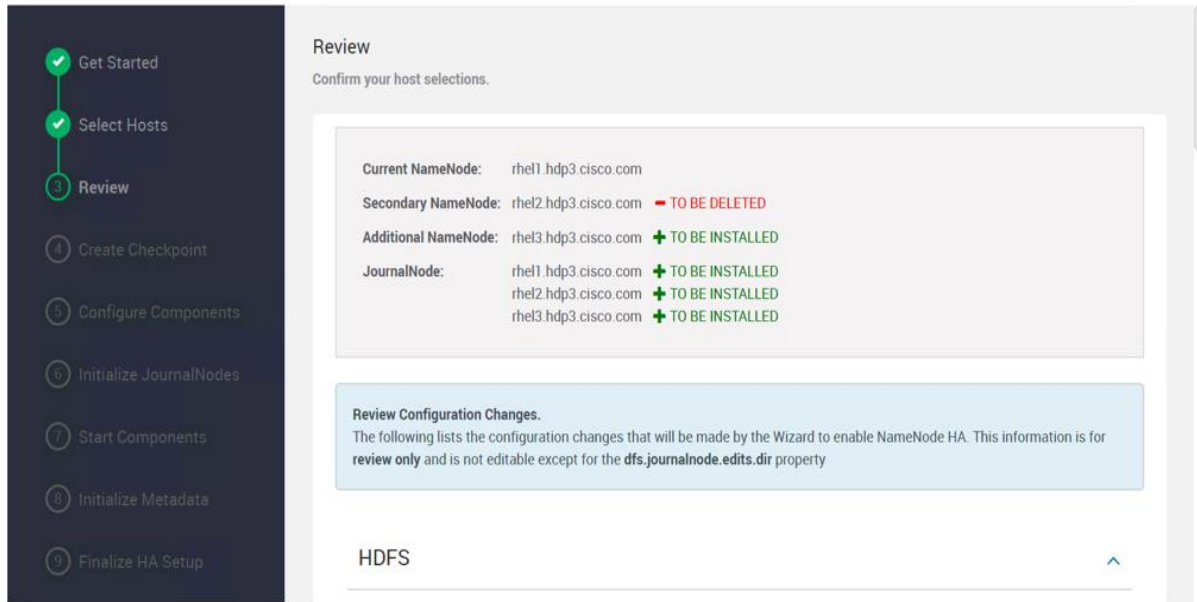 Get Started
Select Hosts
3 Review
4 Create Checkpoint
5 Configure Components
6 Initialize JournalNodes
7 Start Components
8 Initialize Metadata
9 Finalize HA Setup
Review
Confirm your host selections.
Current NameNode: rhel1.hdp3.cisco.com
Secondary NameNode: rhel2.hdp3.cisco.com - TO BE DELETED
Additional NameNode: rhel3.hdp3.cisco.com + TO BE INSTALLED
JournalNode: rhel1.hdp3.cisco.com + TO BE INSTALLED
rhel2.hdp3.cisco.com + TO BE INSTALLED
rhel3.hdp3.cisco.com + TO BE INSTALLED
Review Configuration Changes.
The following lists the configuration changes that will be made by the Wizard to enable NameNode HA. This information is for
review only and is not editable except for the dfs.journalnode.edits.dir property
HDFS